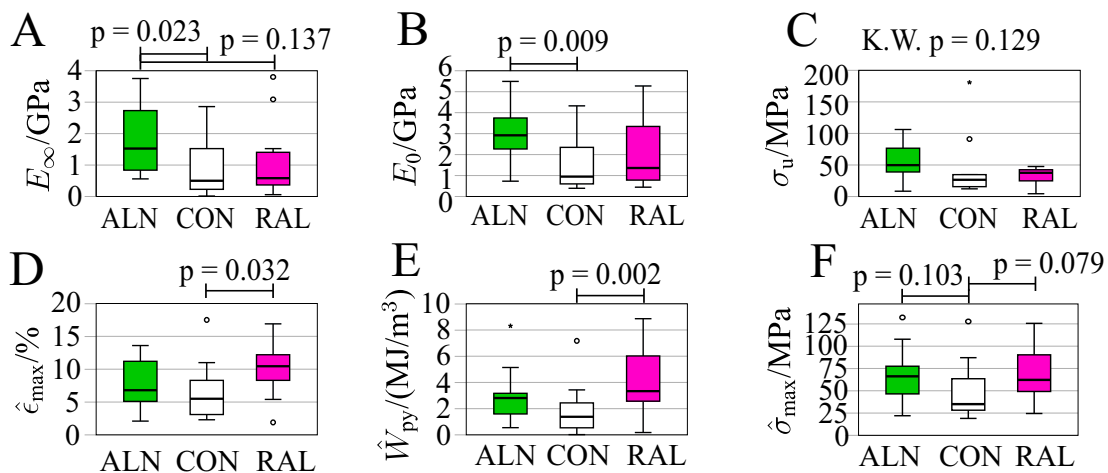 A
p = 0.023
p = 0.137
E∞/GPa
4
3
2
1
0
ALN CON RAL
B
p = 0.009
E0/GPa
6
5
4
3
2
1
0
ALN CON RAL
C
K.W. p = 0.129
σu/MPa
200
150
100
50
0
ALN CON RAL
D
p = 0.032
ε̂max/%
20
15
10
5
0
ALN CON RAL
E
p = 0.002
Ŵpy/(MJ/m³)
10
8
6
4
2
0
ALN CON RAL
F
p = 0.103
p = 0.079
σ̂max/MPa
125
100
75
50
25
0
ALN CON RAL